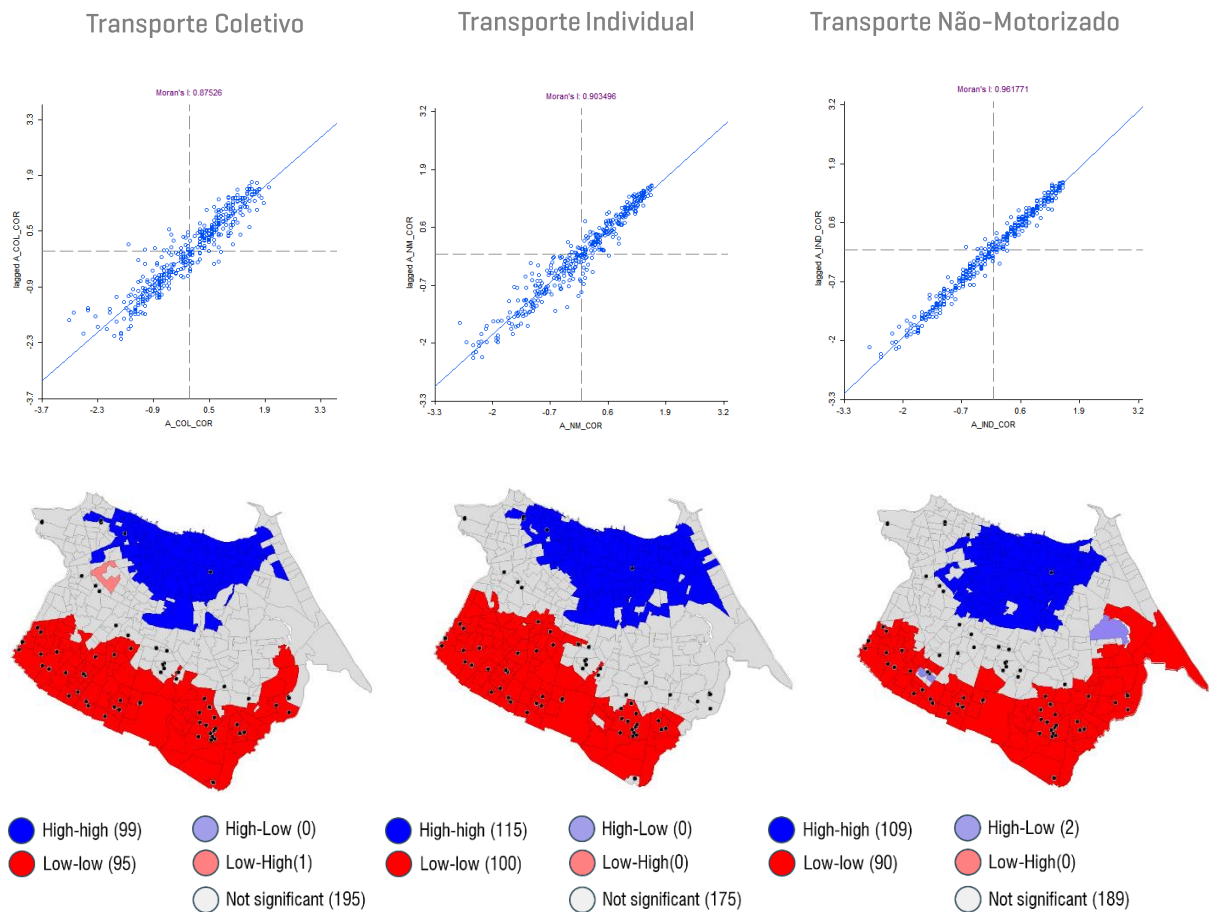 Transporte Coletivo
Transporte Individual
Transporte Não-Motorizado
Moran's I: 0.87526
3.3
1.9
0.5
-0.9
-2.3
-3.7
lagged A_COL_COR
-3.7 -2.3 -0.9 0.5 1.9 3.3
A_COL_COR
Moran's I: 0.903496
3.2
1.9
0.6
-0.7
-2
-3.3
lagged A_NM_COR
-3.3 -2 -0.7 0.6 1.9 3.2
A_NM_COR
Moran's I: 0.961771
3.2
1.9
0.6
-0.7
-2
-3.3
lagged A_IND_COR
-3.3 -2 -0.7 0.6 1.9 3.2
A_IND_COR
High-high (99)
High-Low (0)
Low-low (95)
Low-High(1)
Not significant (195)
High-high (115)
High-Low (0)
Low-low (100)
Low-High(0)
Not significant (175)
High-high (109)
High-Low (2)
Low-low (90)
Low-High(0)
Not significant (189)